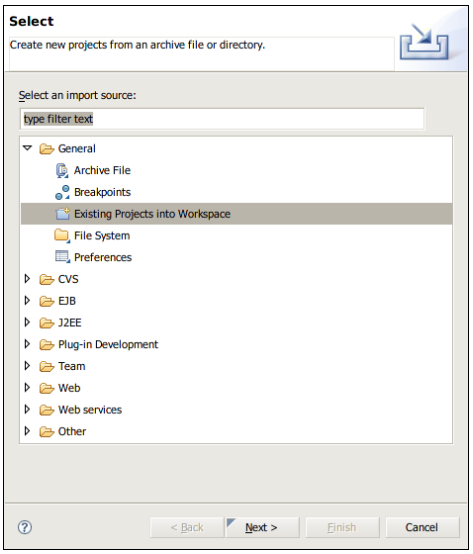 Select
Create new projects from an archive file or directory.
Select an import source:
type filter text
General
Archive File
Breakpoints
Existing Projects into Workspace
File System
Preferences
CVS
EJB
J2EE
Plug-in Development
Team
Web
Web services
Other
?
< Back
Next >
Finish
Cancel